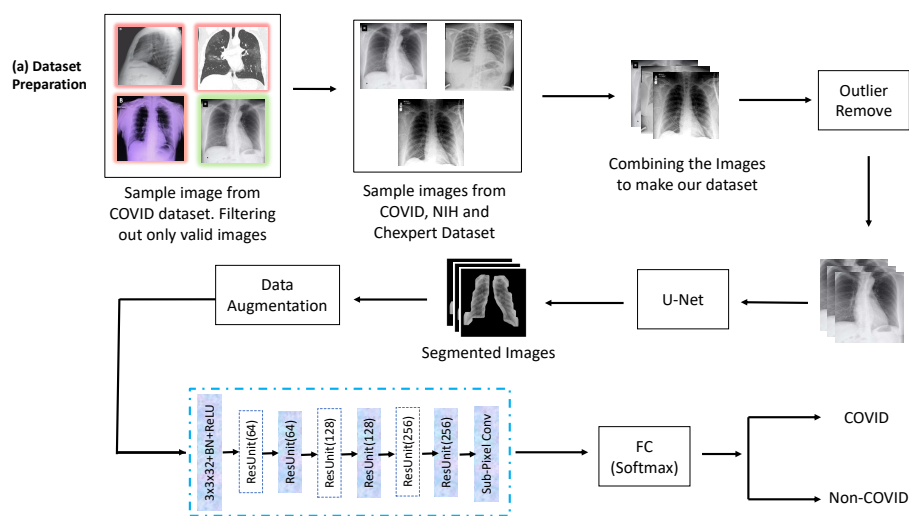 (a) Dataset
Preparation
B
Sample image from
COVID dataset. Filtering
out only valid images
Sample images from
COVID, NIH and
Chexpert Dataset
Combining the Images
to make our dataset
Outlier
Remove
Data
Augmentation
Segmented Images
U-Net
3x3x32+BN+ReLU
ResUnit(64)
ResUnit(64)
ResUnit(128)
ResUnit(128)
ResUnit(256)
ResUnit(256)
Sub-Pixel Conv
FC
(Softmax)
COVID
Non-COVID